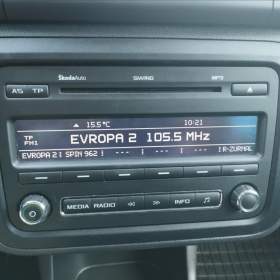 ŠkodaAuto SWING MP3
AS TP
15.5°C 10:21
TP
FM1
EVROPA 2 105.5 MHz
EVROPA 2 | SPIN 962 | --- | --- | --- | R-ZURNAL
MEDIA RADIO INFO